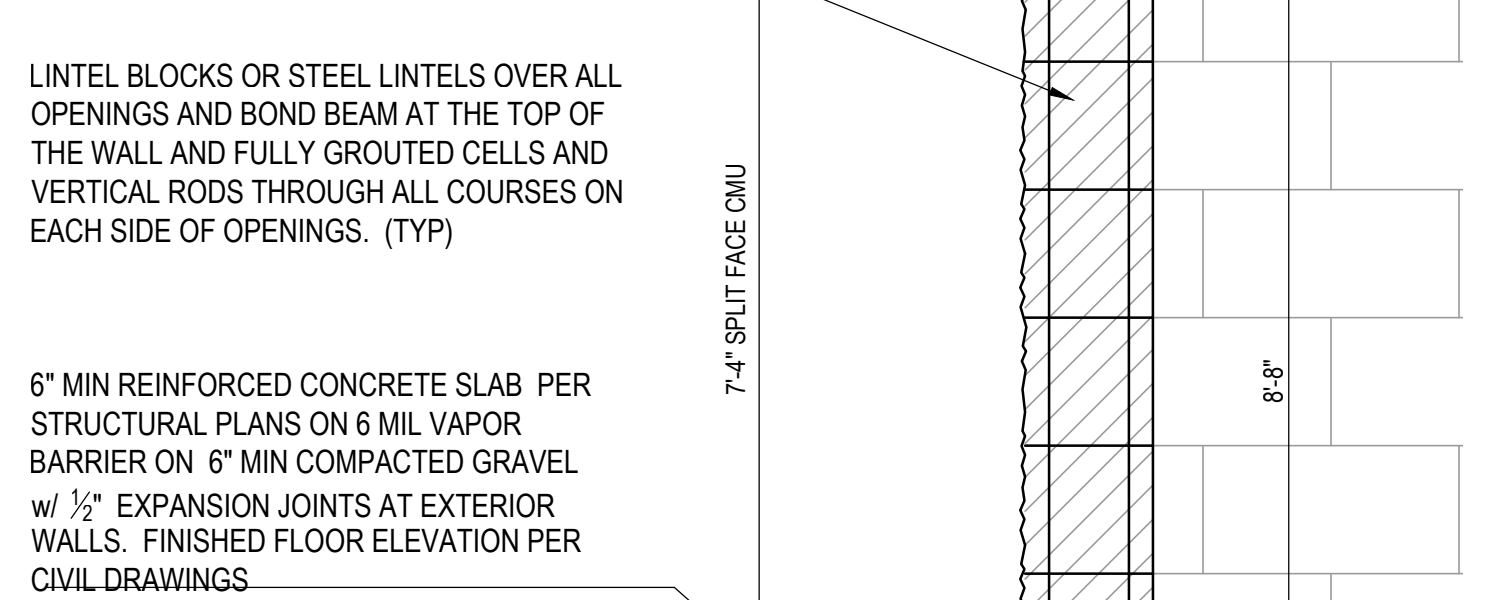 LINTEL BLOCKS OR STEEL LINTELS OVER ALL
OPENINGS AND BOND BEAM AT THE TOP OF
THE WALL AND FULLY GROUTED CELLS AND
VERTICAL RODS THROUGH ALL COURSES ON
EACH SIDE OF OPENINGS.  (TYP)
6" MIN REINFORCED CONCRETE SLAB  PER
STRUCTURAL PLANS ON 6 MIL VAPOR
BARRIER ON  6" MIN COMPACTED GRAVEL
w/ ½"  EXPANSION JOINTS AT EXTERIOR
WALLS.  FINISHED FLOOR ELEVATION PER
CIVIL DRAWINGS
7'-4" SPLIT FACE CMU
8'-8"